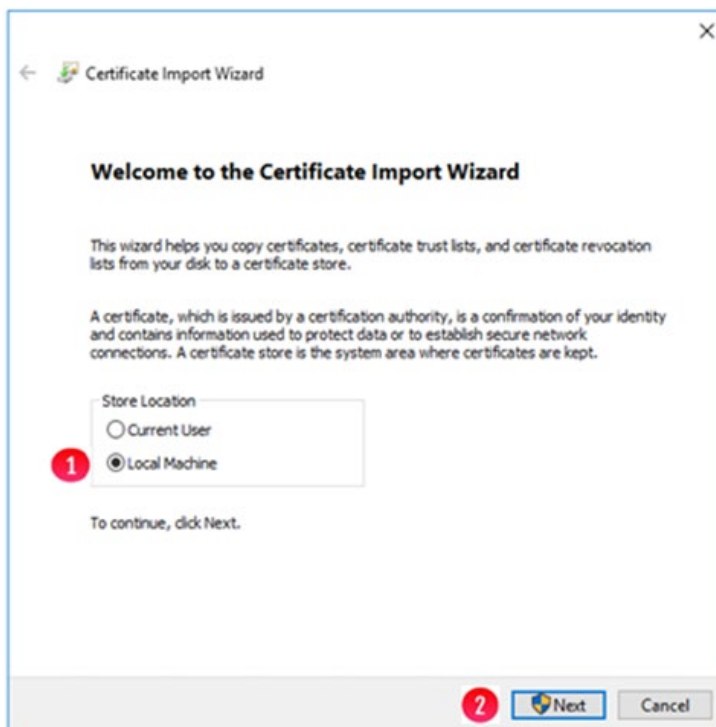 Certificate Import Wizard
Welcome to the Certificate Import Wizard
This wizard helps you copy certificates, certificate trust lists, and certificate revocation
lists from your disk to a certificate store.
A certificate, which is issued by a certification authority, is a confirmation of your identity
and contains information used to protect data or to establish secure network
connections. A certificate store is the system area where certificates are kept.
Store Location
Current User
1 Local Machine
To continue, click Next.
2 Next Cancel